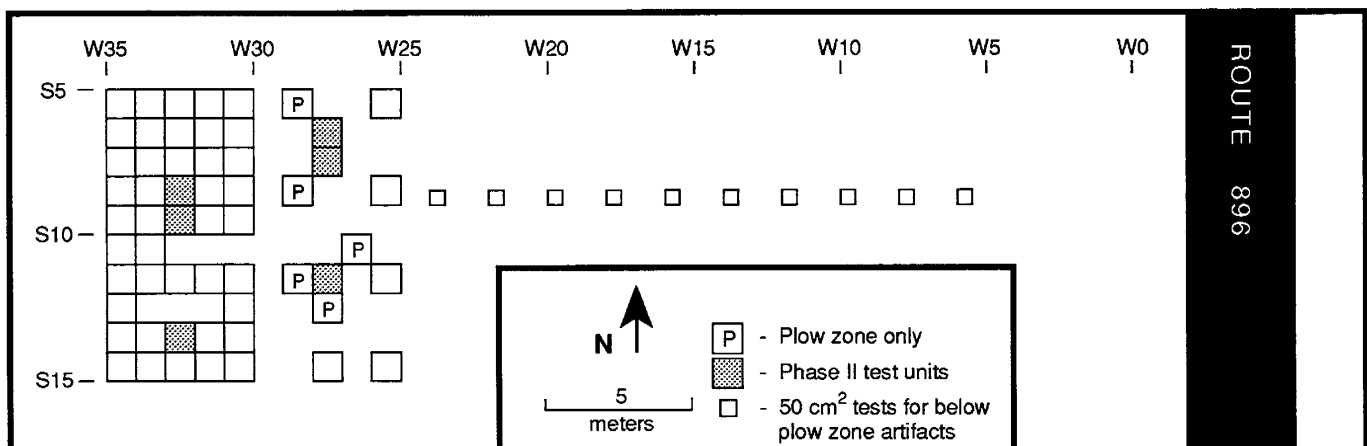 W35 W30 W25 W20 W15 W10 W5 W0
ROUTE 896
S5
P
P
S10
P
P
P
S15
N
5
meters
P - Plow zone only
- Phase II test units
- 50 cm² tests for below
plow zone artifacts